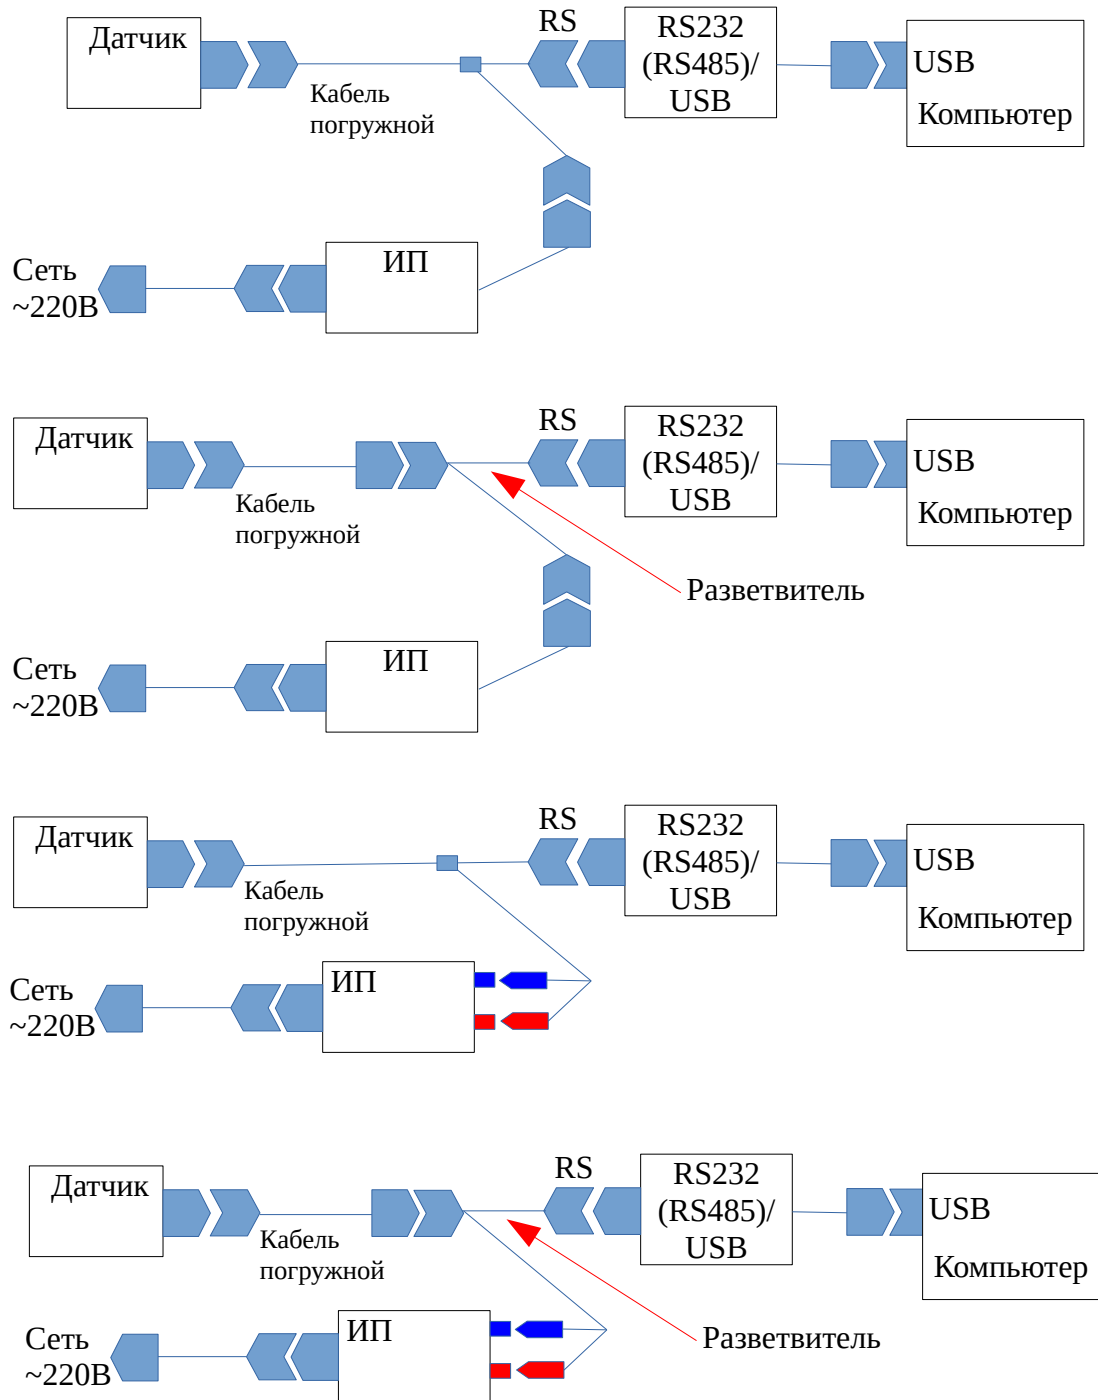 Датчик
RS
RS232
(RS485)/
USB
USB
Компьютер
Кабель
погружной
Сеть
~220В
ИП
Датчик
RS
RS232
(RS485)/
USB
USB
Компьютер
Кабель
погружной
Разветвитель
Сеть
~220В
ИП
Датчик
RS
RS232
(RS485)/
USB
USB
Компьютер
Кабель
погружной
Сеть
~220В
ИП
Датчик
RS
RS232
(RS485)/
USB
USB
Компьютер
Кабель
погружной
Сеть
~220В
ИП
Разветвитель